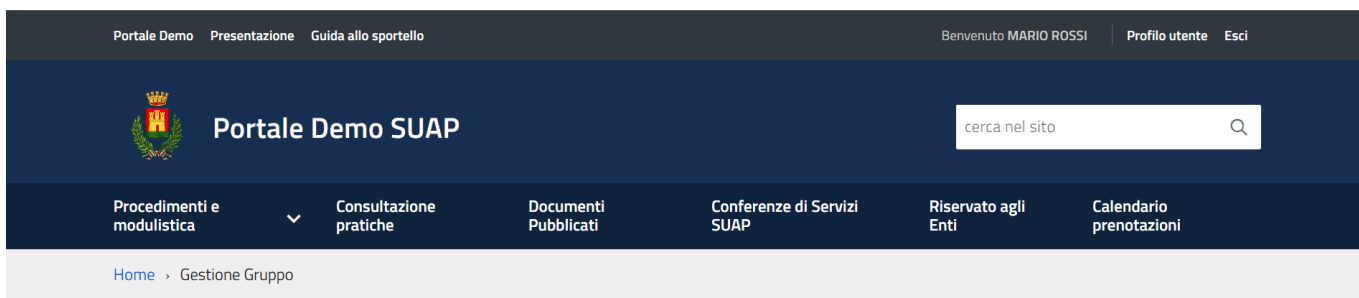 Portale Demo Presentazione Guida allo sportello Benvenuto MARIO ROSSI Profilo utente Esci
Portale Demo SUAP
cerca nel sito
Procedimenti e modulistica
Consultazione pratiche
Documenti Pubblicati
Conferenze di Servizi SUAP
Riservato agli Enti
Calendario prenotazioni
Home › Gestione Gruppo